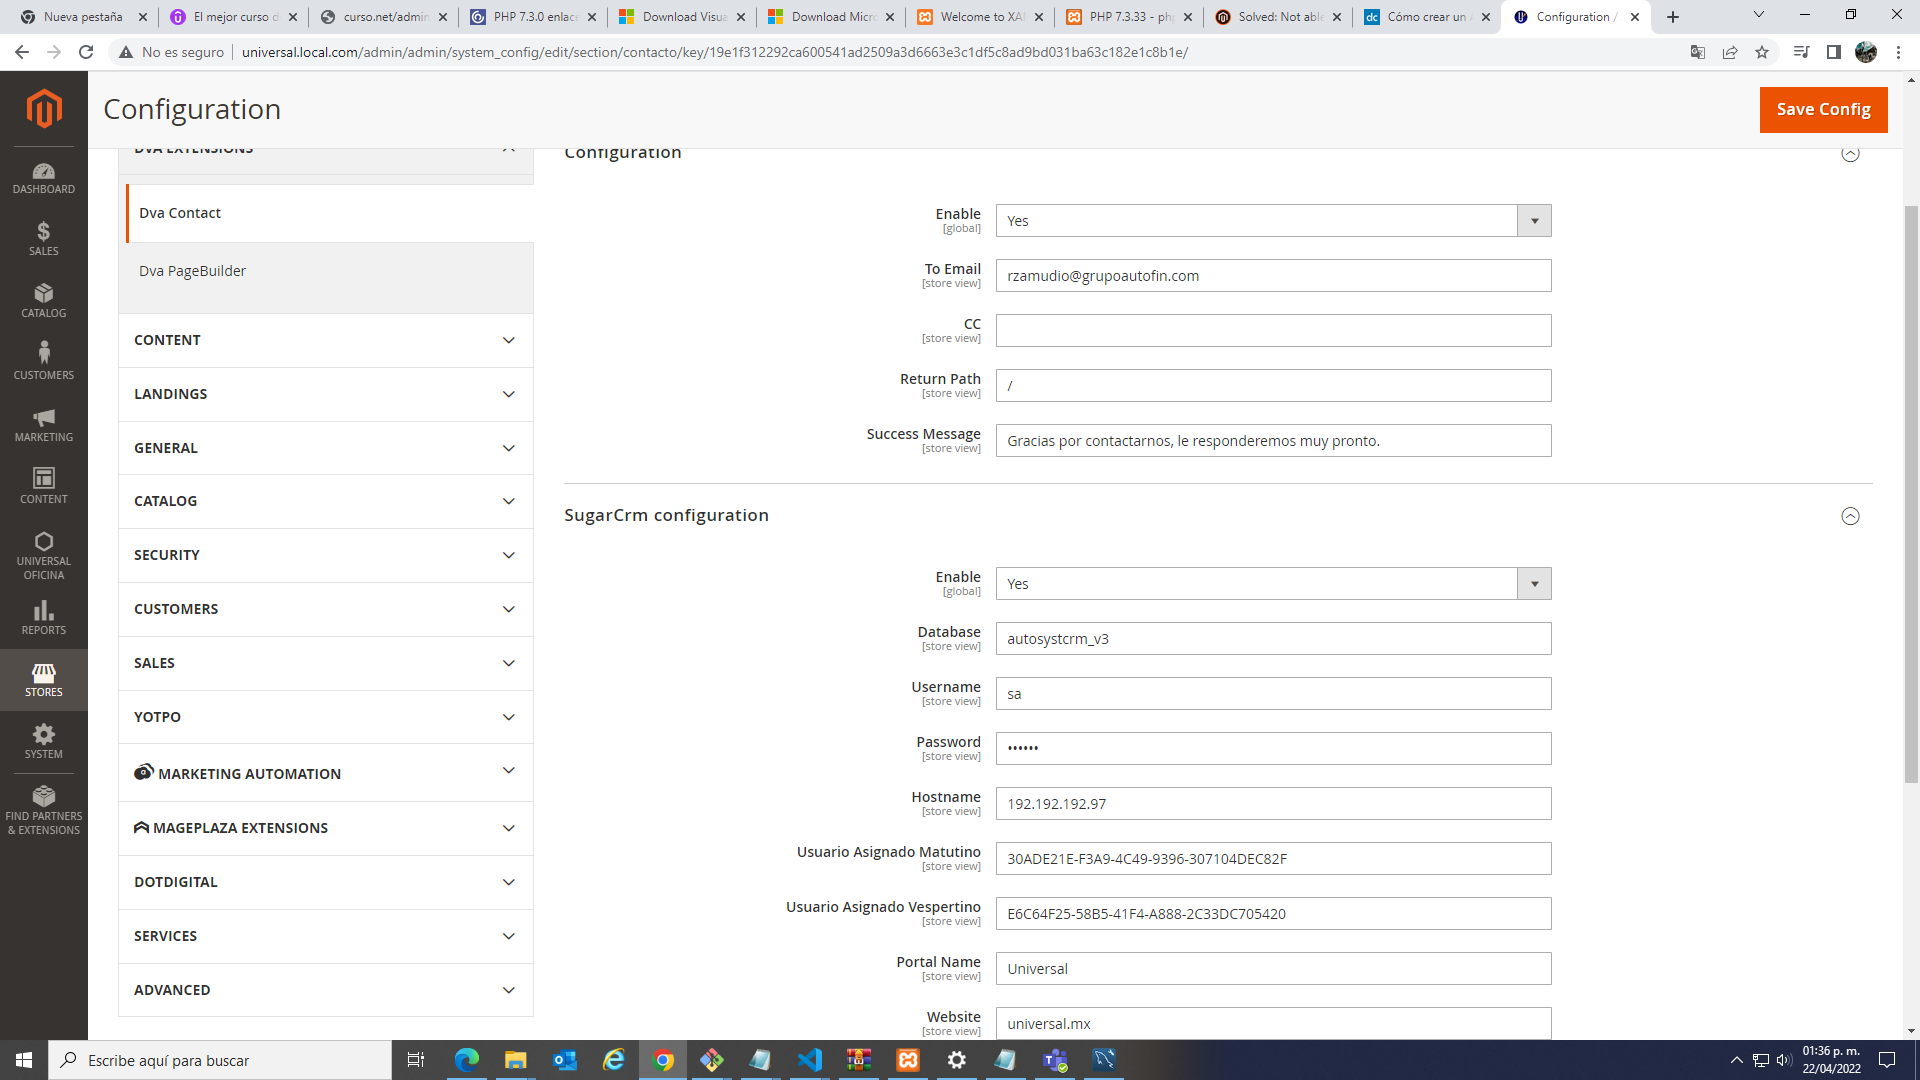 Nueva pestaña
El mejor curso d
curso.net/admin
PHP 7.3.0 enlace
Download Visua
Download Micro
Welcome to XAM
PHP 7.3.33 - php
Solved: Not able
Cómo crear un A
Configuration /
No es seguro
universal.local.com/admin/admin/system_config/edit/section/contacto/key/19e1f312292ca600541ad2509a3d6663e3c1df5c8ad9bd031ba63c182e1c8b1e/
Configuration
Save Config
DASHBOARD
SALES
CATALOG
CUSTOMERS
MARKETING
CONTENT
UNIVERSAL
OFICINA
REPORTS
STORES
SYSTEM
FIND PARTNERS
& EXTENSIONS
DVA EXTENSIONS
Dva Contact
Dva PageBuilder
CONTENT
LANDINGS
GENERAL
CATALOG
SECURITY
CUSTOMERS
SALES
YOTPO
MARKETING AUTOMATION
MAGEPLAZA EXTENSIONS
DOTDIGITAL
SERVICES
ADVANCED
Configuration
Enable
[global]
Yes
To Email
[store view]
rzamudio@grupoautofin.com
CC
[store view]
Return Path
[store view]
/
Success Message
[store view]
Gracias por contactarnos, le responderemos muy pronto.
SugarCrm configuration
Enable
[global]
Yes
Database
[store view]
autosystcrm_v3
Username
[store view]
sa
Password
[store view]
••••••
Hostname
[store view]
192.192.192.97
Usuario Asignado Matutino
[store view]
30ADE21E-F3A9-4C49-9396-307104DEC82F
Usuario Asignado Vespertino
[store view]
E6C64F25-58B5-41F4-A888-2C33DC705420
Portal Name
[store view]
Universal
Website
[store view]
universal.mx
Escribe aquí para buscar
01:36 p. m.
22/04/2022